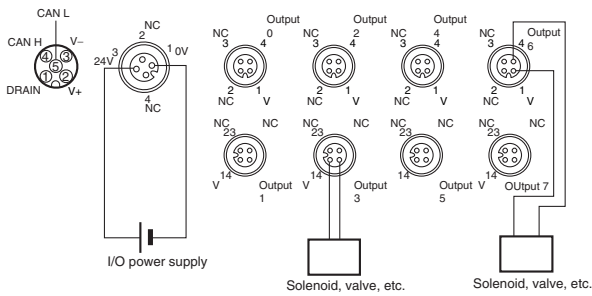 CAN L
CAN H
V–
4
3
5
1
2
DRAIN
V+
NC
2
3
24V
1 0V
4
NC
I/O power supply
NC
3
4
Output
0
2
1
NC
V
NC
3
4
Output
2
2
1
NC
V
NC
3
4
Output
4
2
1
NC
V
NC
3
4
Output
6
2
1
NC
V
NC
NC
23
14
V
Output
1
NC
NC
23
14
V
Output
3
NC
NC
23
14
V
Output
5
NC
NC
23
14
V
OUtput 7
Solenoid, valve, etc.
Solenoid, valve, etc.